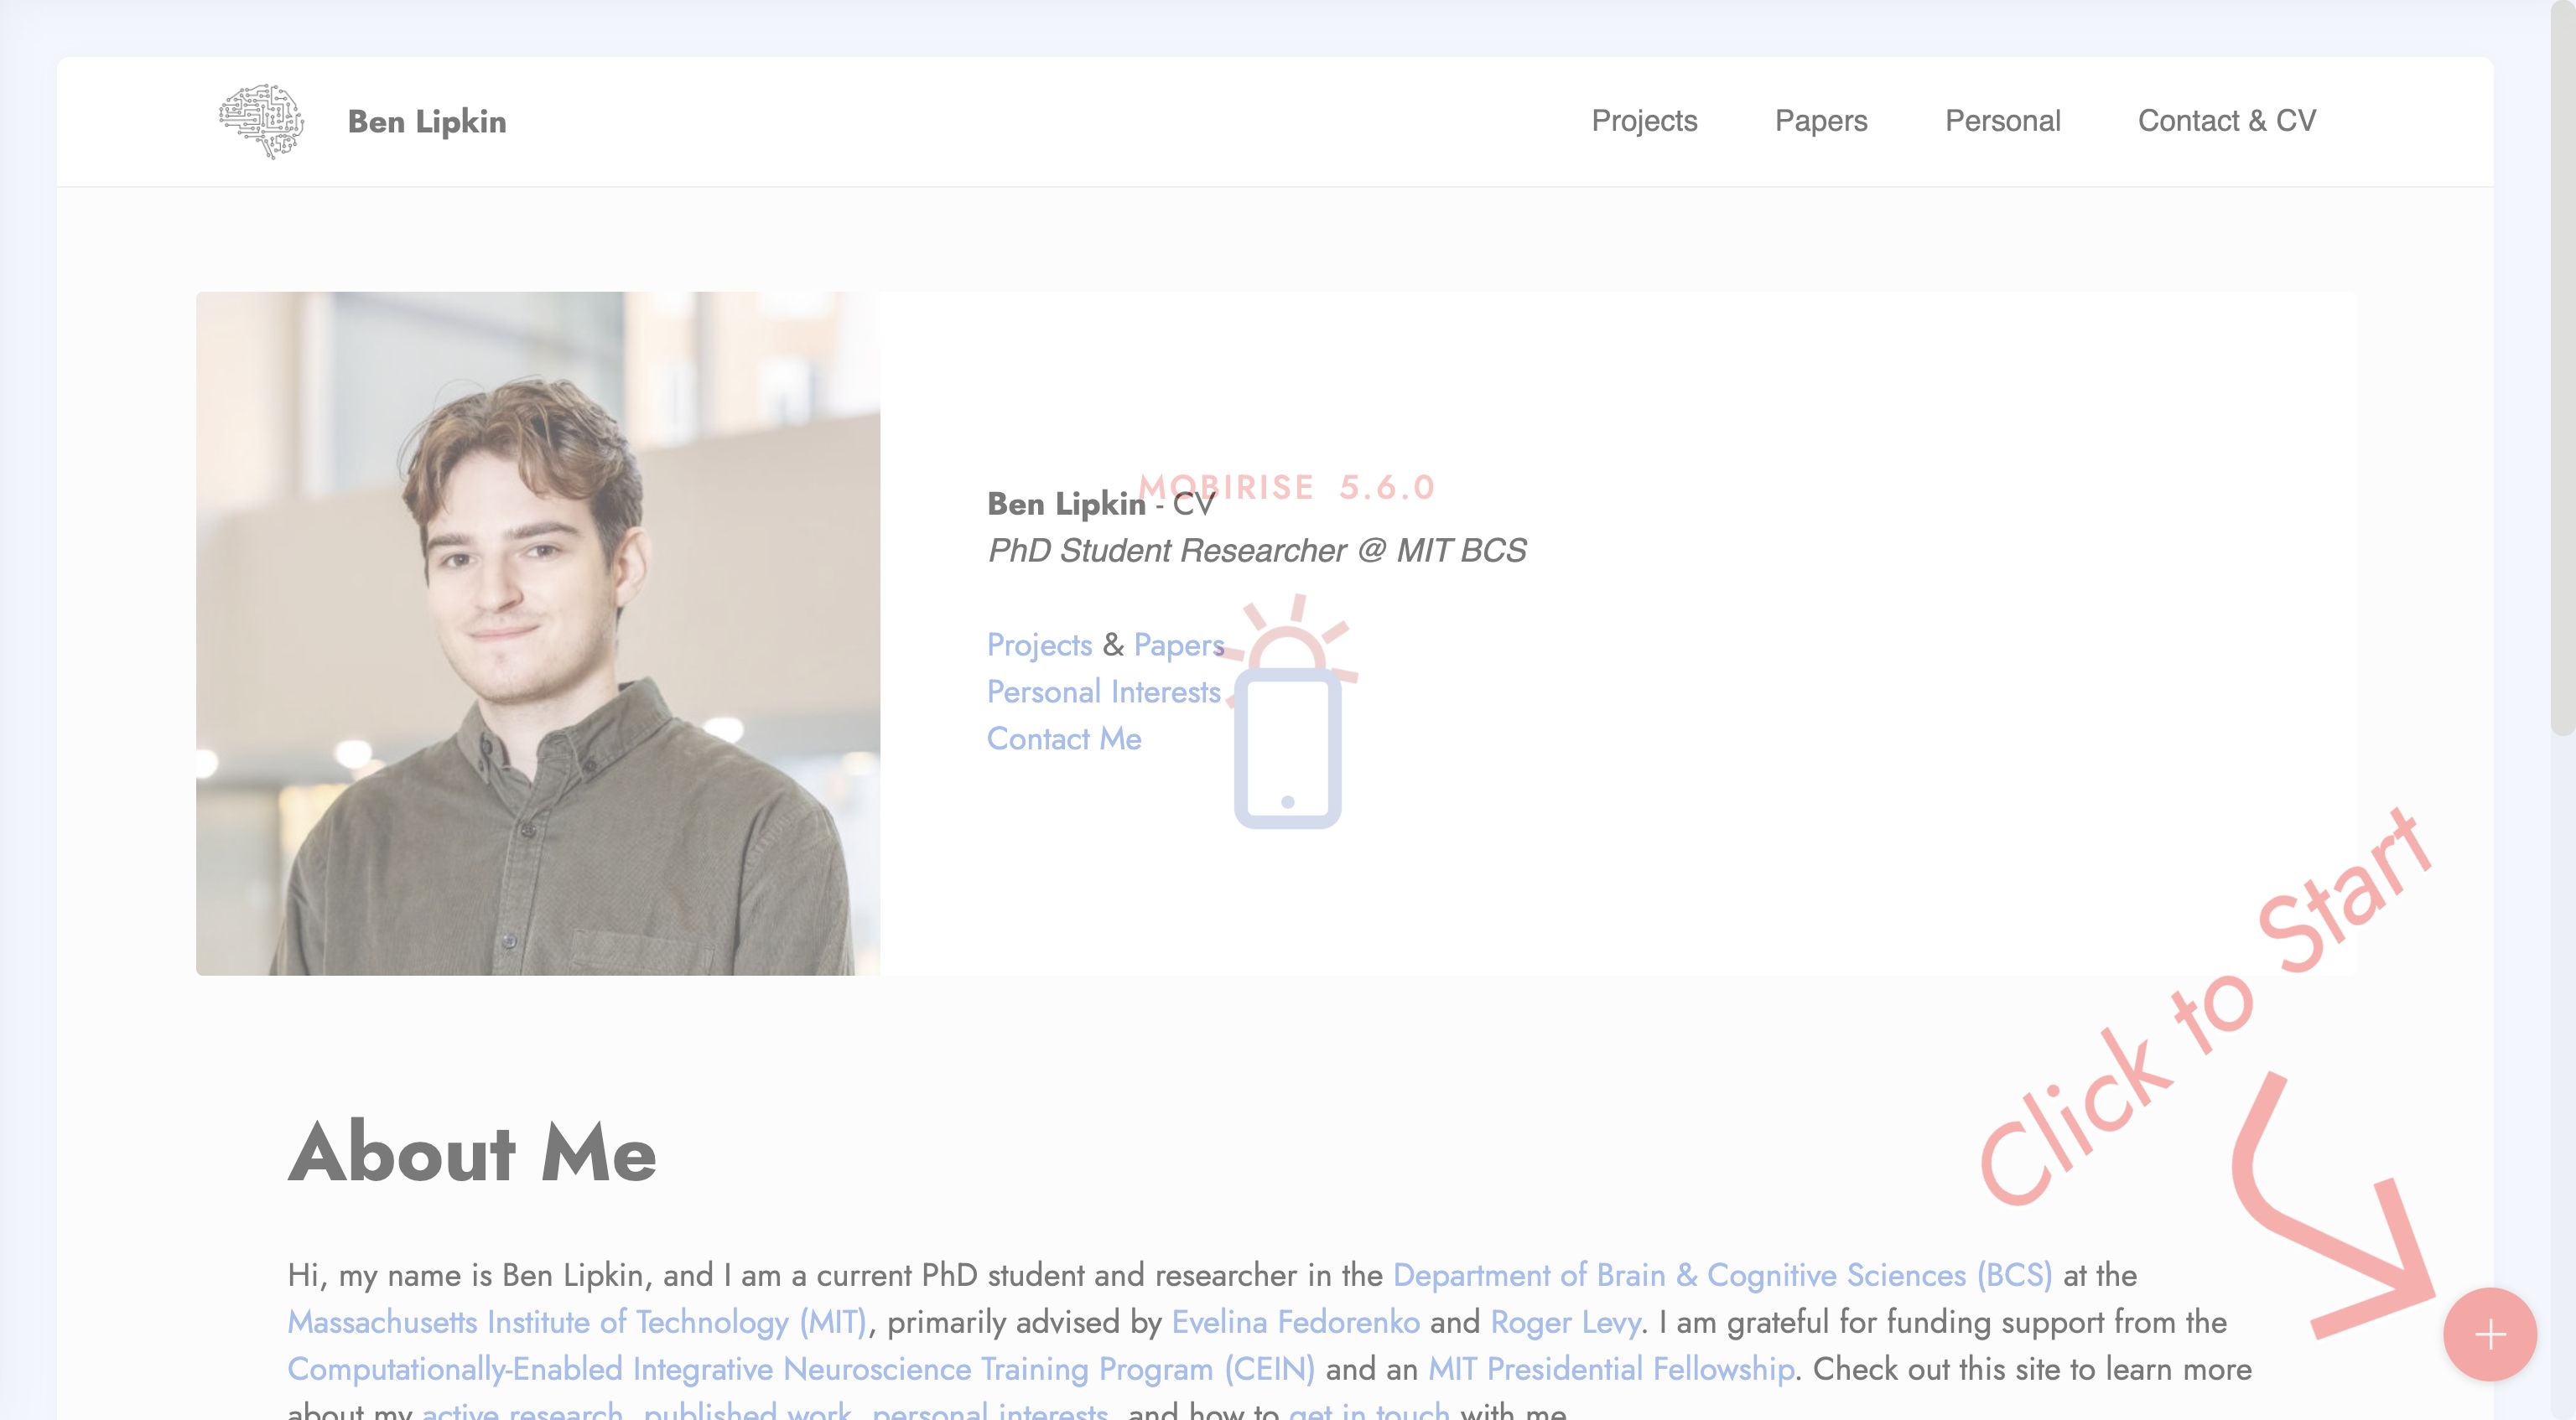 Ben Lipkin
Projects Papers Personal Contact & CV
MOBIRISE 5.6.0
Ben Lipkin - CV
PhD Student Researcher @ MIT BCS
Projects & Papers
Personal Interests
Contact Me
Click to Start
About Me
Hi, my name is Ben Lipkin, and I am a current PhD student and researcher in the Department of Brain & Cognitive Sciences (BCS) at the
Massachusetts Institute of Technology (MIT), primarily advised by Evelina Fedorenko and Roger Levy. I am grateful for funding support from the
Computationally-Enabled Integrative Neuroscience Training Program (CEIN) and an MIT Presidential Fellowship. Check out this site to learn more
about my active research, published work, personal interests, and how to get in touch with me